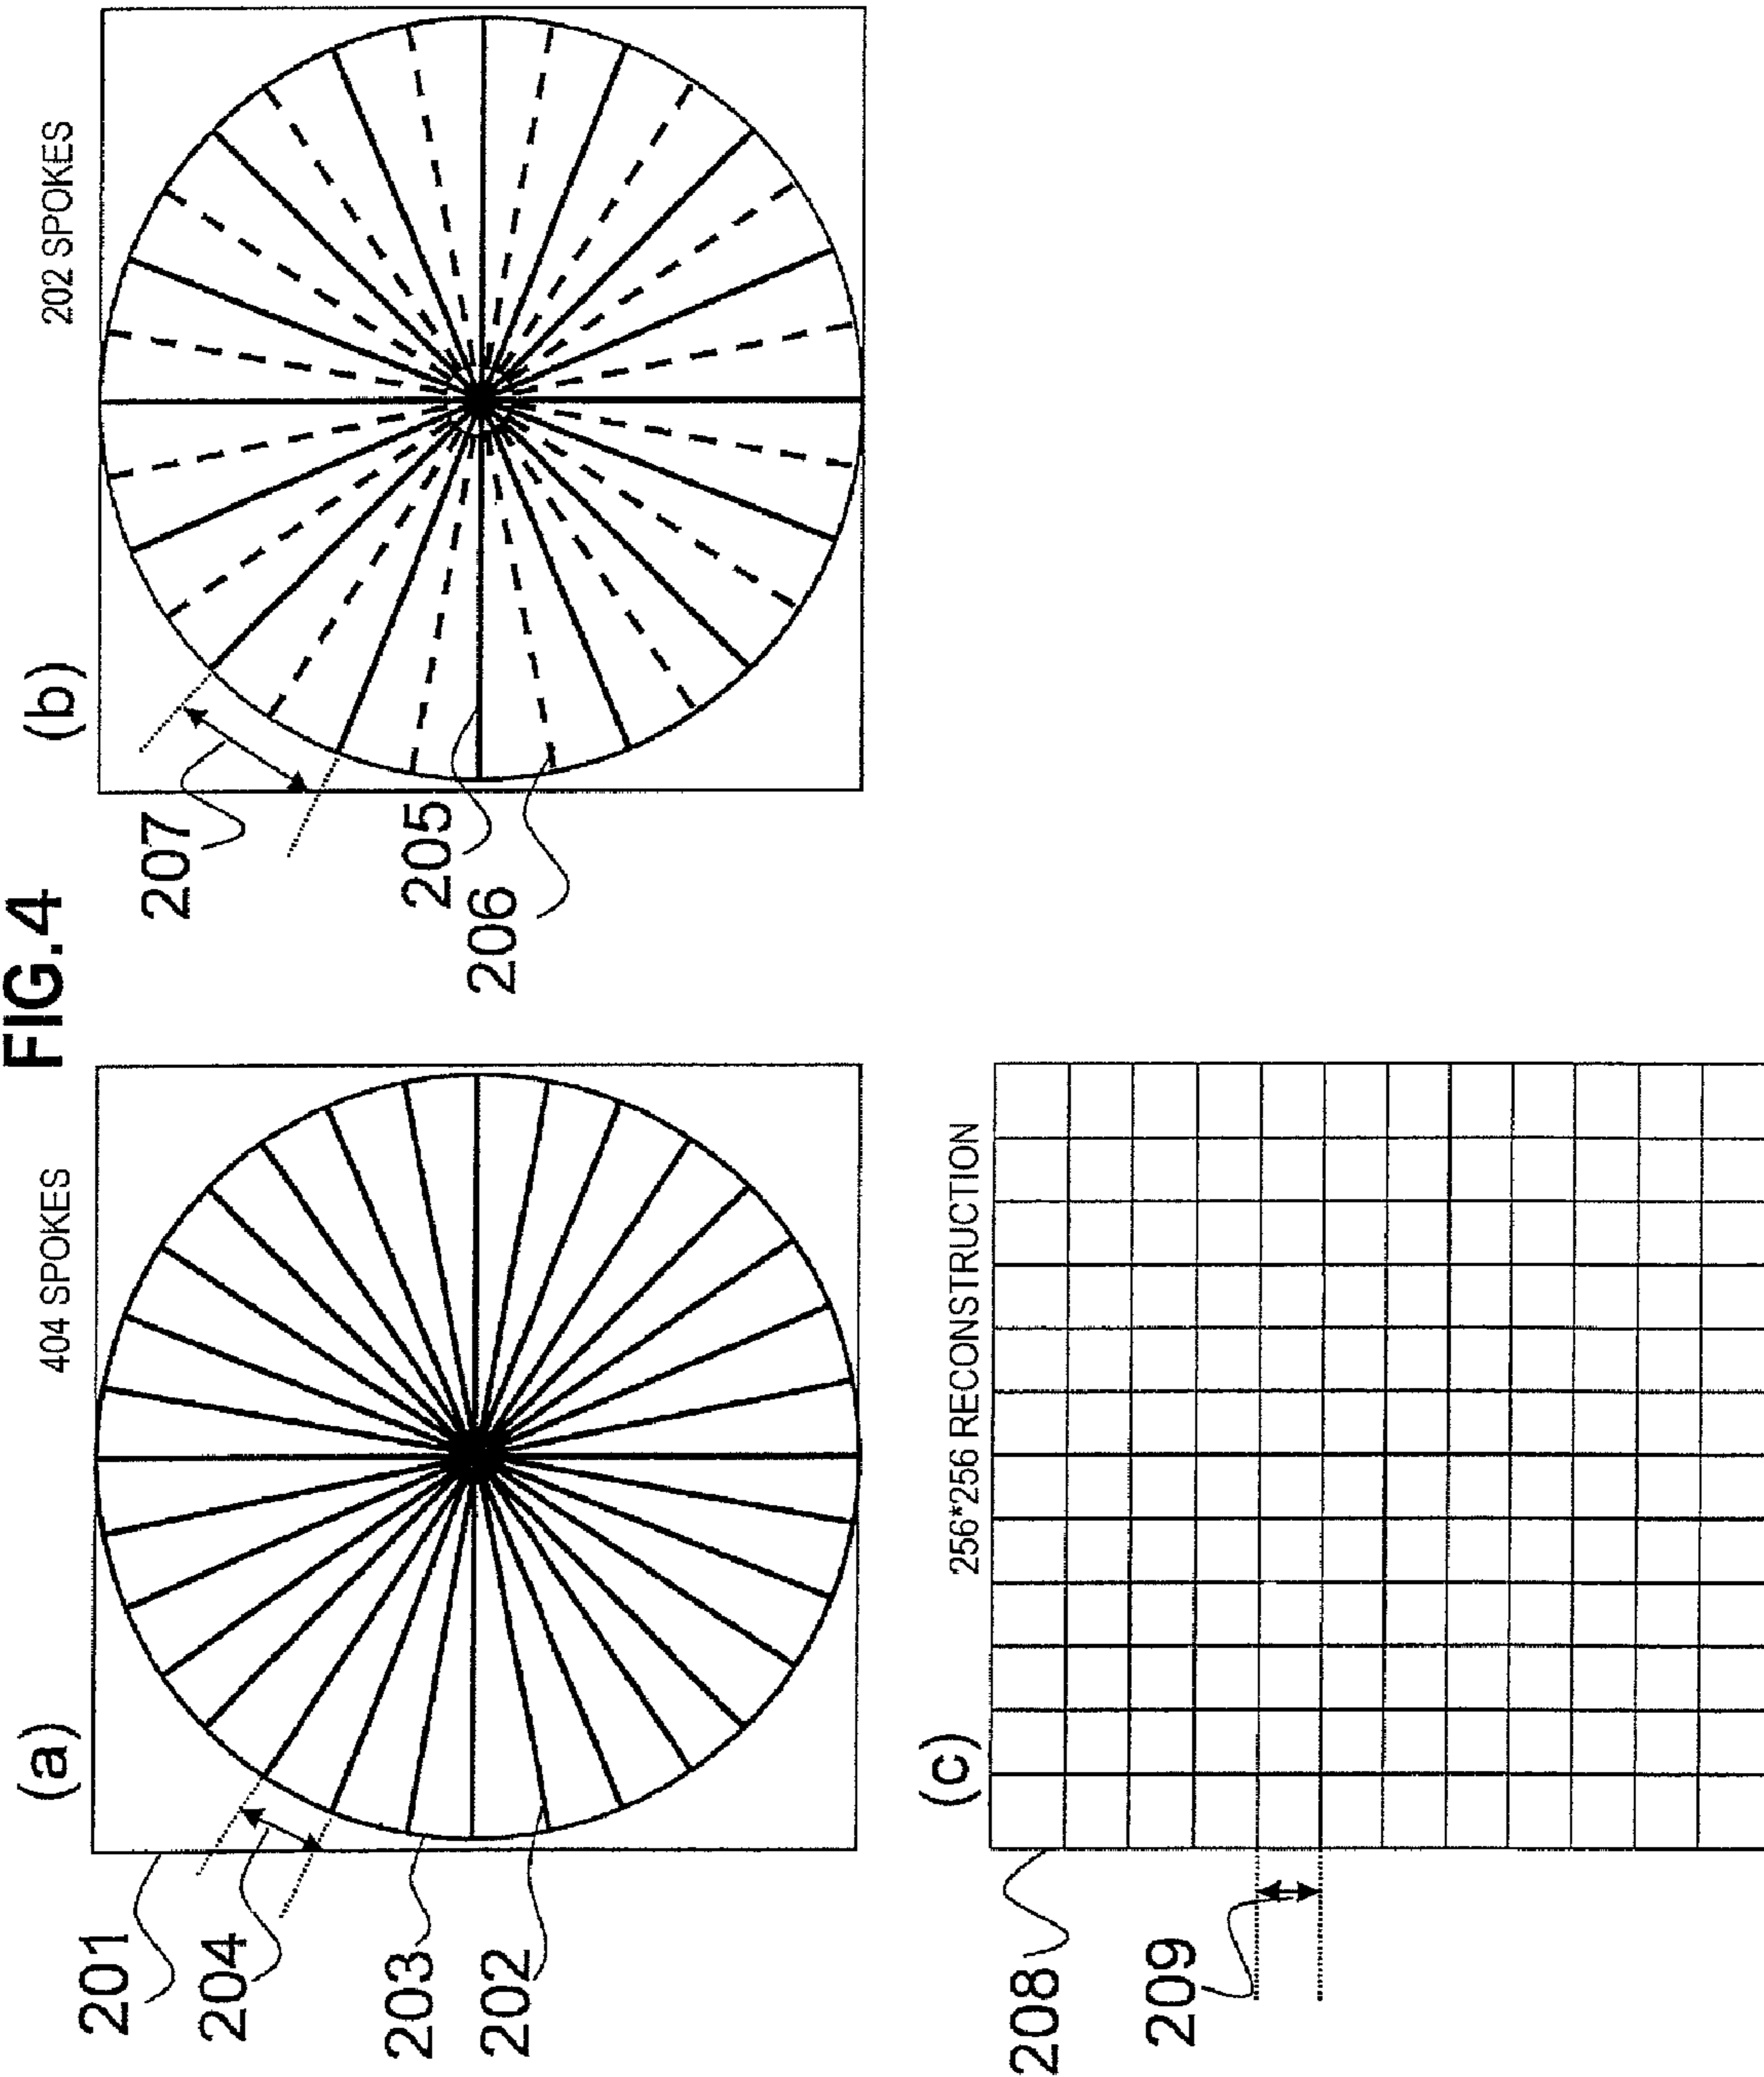 FIG.4
(a)
404 SPOKES
201
204
203
202
(b)
202 SPOKES
207
205
206
(c)
256*256 RECONSTRUCTION
208
209